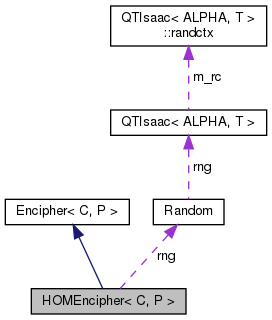 QTIsaac< ALPHA, T >
::randctx
m_rc
QTIsaac< ALPHA, T >
rng
Encipher< C, P >
Random
rng
HOMEncipher< C, P >